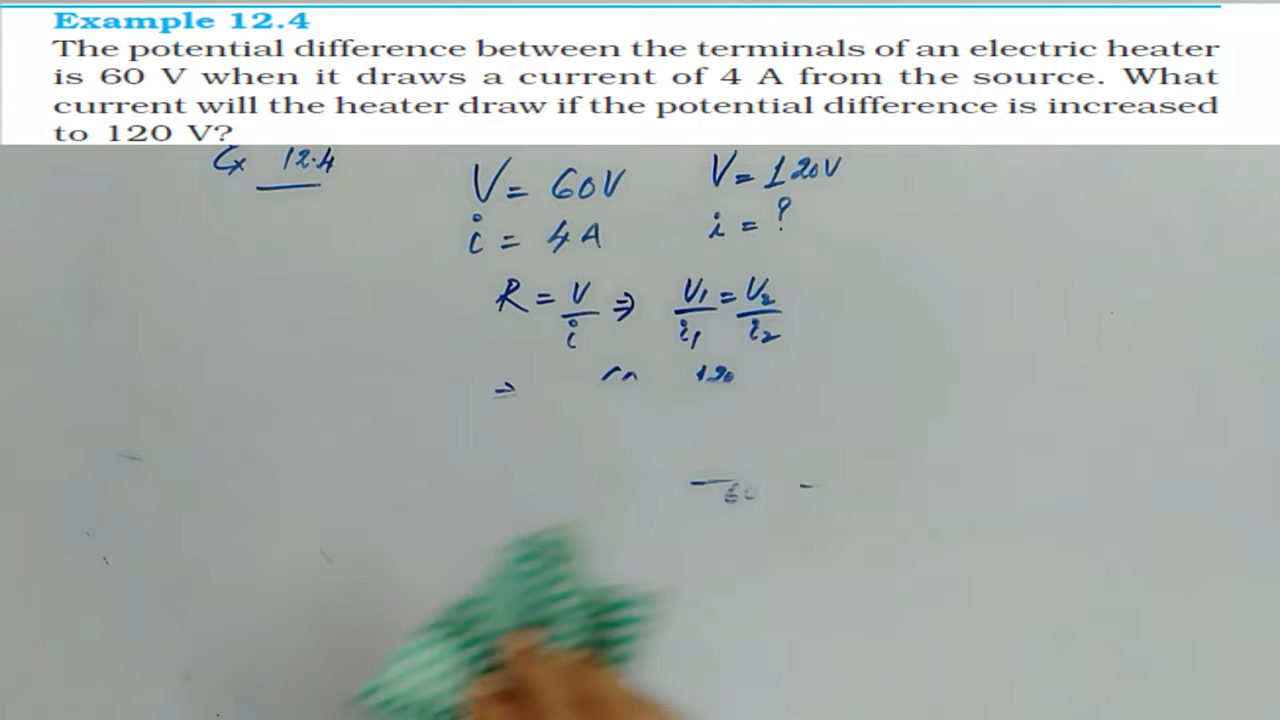 Example 12.4
The potential difference between the terminals of an electric heater
is 60 V when it draws a current of 4 A from the source. What
current will the heater draw if the potential difference is increased
to 120 V?
Ex 12.4
V = 60V V = 120V
i = 4A i = ?
R = V/i ⇒ V₁/i₁ = V₂/i₂
⇒ 120
60